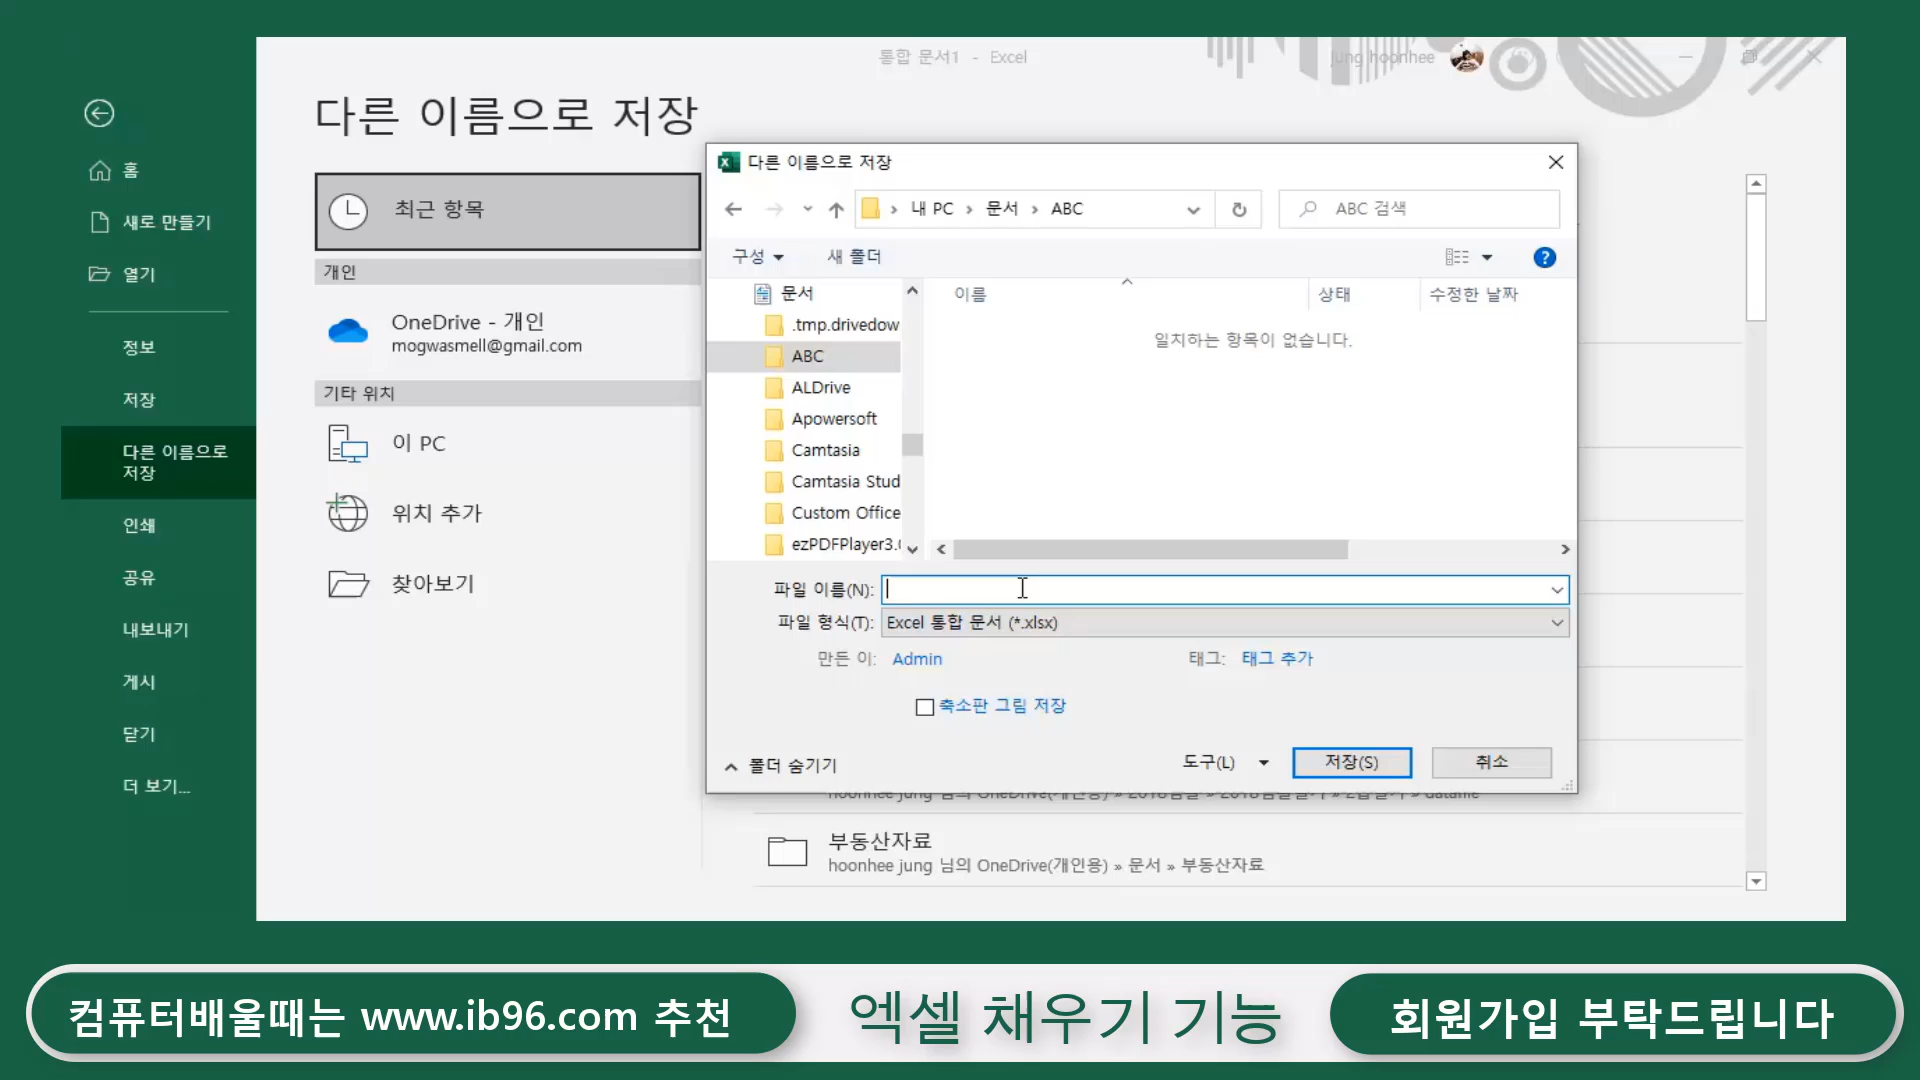 통합 문서1 - Excel
jung hoonhee
다른 이름으로 저장
홈
새로 만들기
열기
정보
저장
다른 이름으로
저장
인쇄
공유
내보내기
게시
닫기
더 보기...
최근 항목
개인
OneDrive - 개인
mogwasmell@gmail.com
기타 위치
이 PC
위치 추가
찾아보기
다른 이름으로 저장
내 PC › 문서 › ABC
ABC 검색
구성
새 폴더
문서
.tmp.drivedow
ABC
ALDrive
Apowersoft
Camtasia
Camtasia Stud
Custom Office
ezPDFPlayer3.
이름
상태
수정한 날짜
일치하는 항목이 없습니다.
파일 이름(N):
파일 형식(T): Excel 통합 문서 (*.xlsx)
만든 이: Admin
태그: 태그 추가
축소판 그림 저장
폴더 숨기기
도구(L)
저장(S)
취소
부동산자료
hoonhee jung 님의 OneDrive(개인용) » 문서 » 부동산자료
컴퓨터배울때는 www.ib96.com 추천
엑셀 채우기 기능
회원가입 부탁드립니다